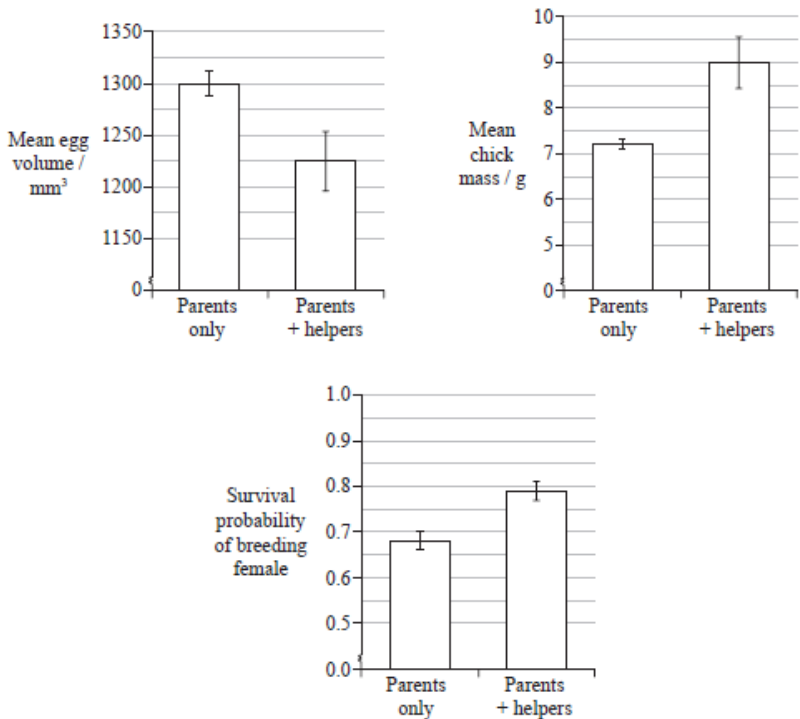 1350
1300
1250
1200
1150
0
Mean egg
volume /
mm³
Parents
only
Parents
+ helpers
10
9
8
7
6
5
0
Mean
chick
mass / g
Parents
only
Parents
+ helpers
1.0
0.9
0.8
0.7
0.6
0.5
0.0
Survival
probability
of breeding
female
Parents
only
Parents
+ helpers